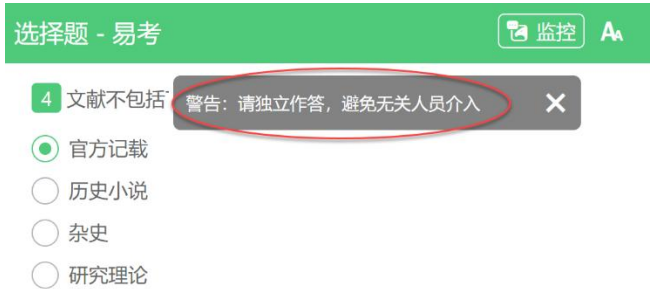 选择题 - 易考
监控
AA
4 文献不包括
警告：请独立作答，避免无关人员介入
官方记载
历史小说
杂史
研究理论